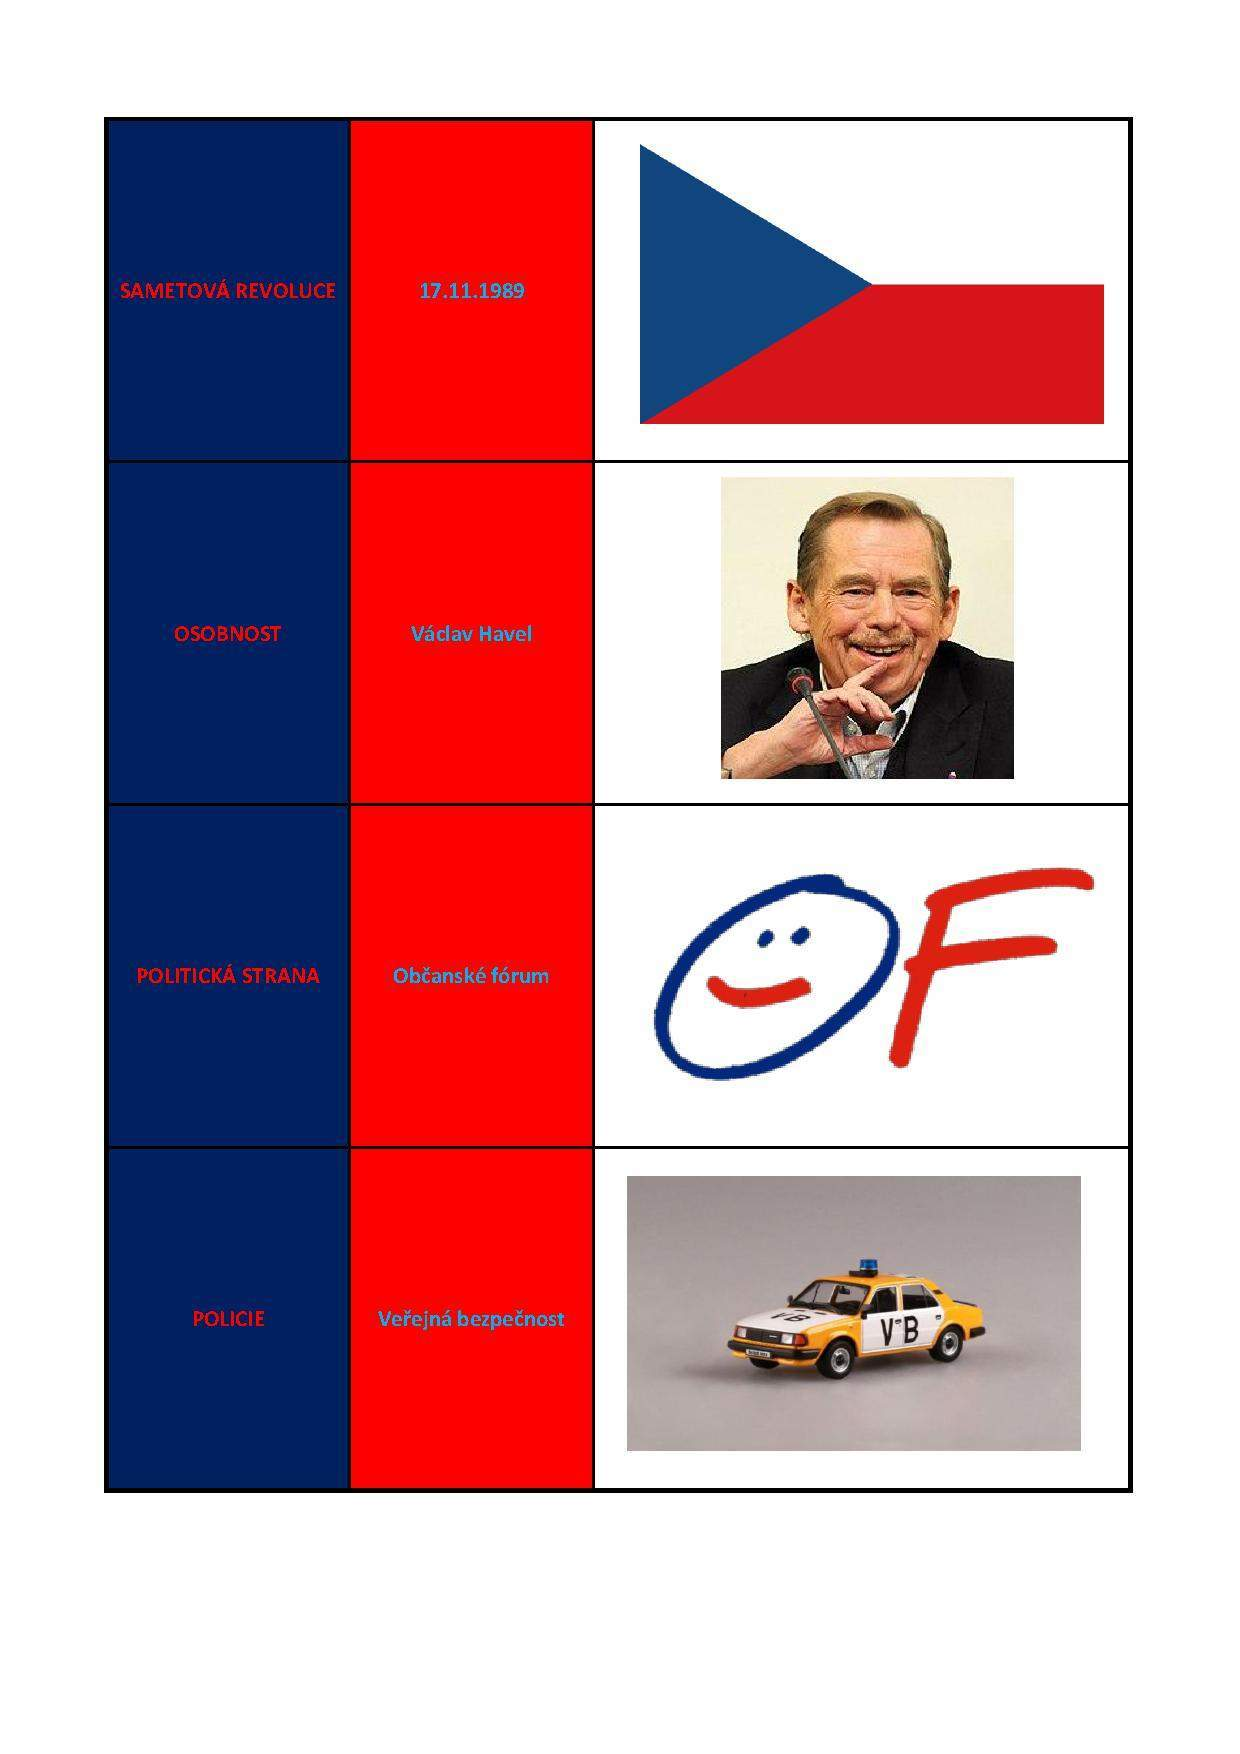 SAMETOVÁ REVOLUCE
17.11.1989
OSOBNOST
Václav Havel
POLITICKÁ STRANA
Občanské fórum
OF
POLICIE
Veřejná bezpečnost
VB
VB